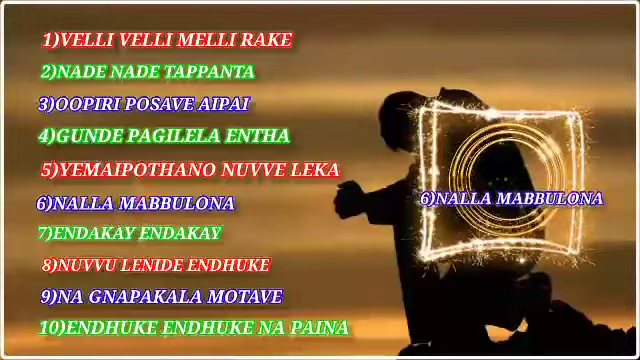 1)VELLI VELLI MELLI RAKE
2)NADE NADE TAPPANTA
3)OOPIRI POSAVE AIPAI
4)GUNDE PAGILELA ENTHA
5)YEMAIPOTHANO NUVVE LEKA
6)NALLA MABBULONA
6)NALLA MABBULONA
7)ENDAKAY ENDAKAY
8)NUVVU LENIDE ENDHUKE
9)NA GNAPAKALA MOTAVE
10)ENDHUKE ENDHUKE NA PAINA